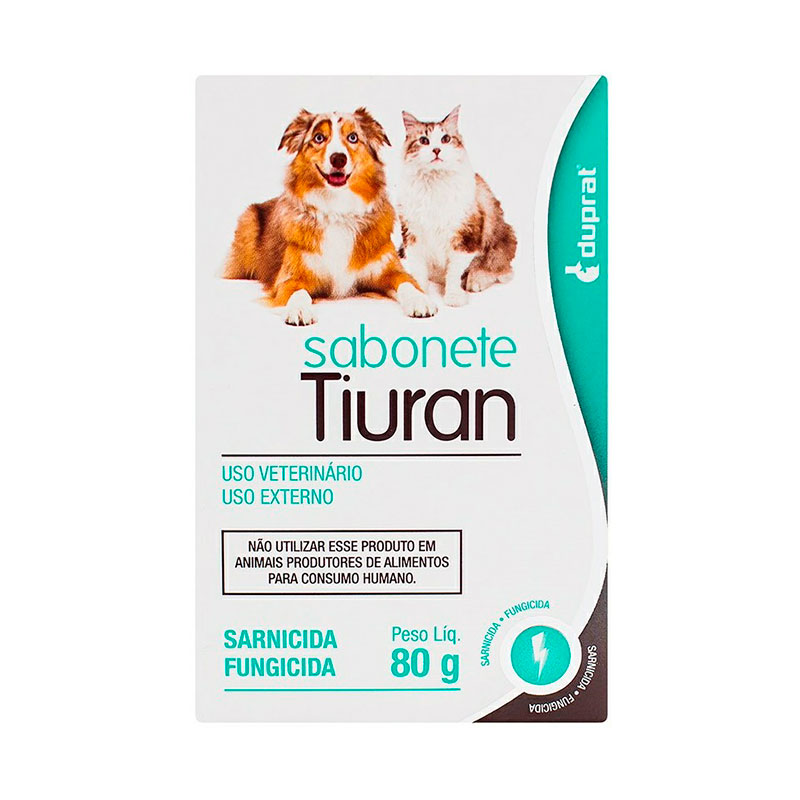 duprat
sabonete
Tiuran
USO VETERINÁRIO
USO EXTERNO
NÃO UTILIZAR ESSE PRODUTO EM
ANIMAIS PRODUTORES DE ALIMENTOS
PARA CONSUMO HUMANO.
SARNICIDA
FUNGICIDA
Peso Líq.
80 g
SARNICIDA • FUNGICIDA
SARNICIDA • FUNGICIDA